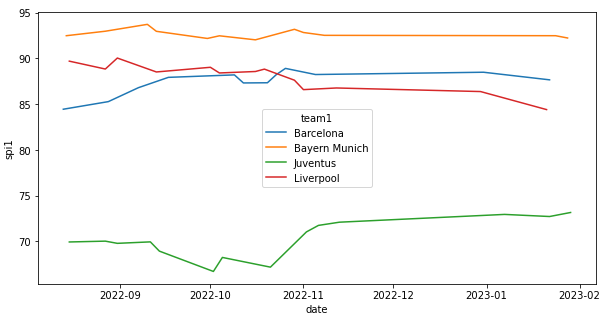 95
90
85
80
75
70
spi1
team1
Barcelona
Bayern Munich
Juventus
Liverpool
2022-09 2022-10 2022-11 2022-12 2023-01 2023-02
date